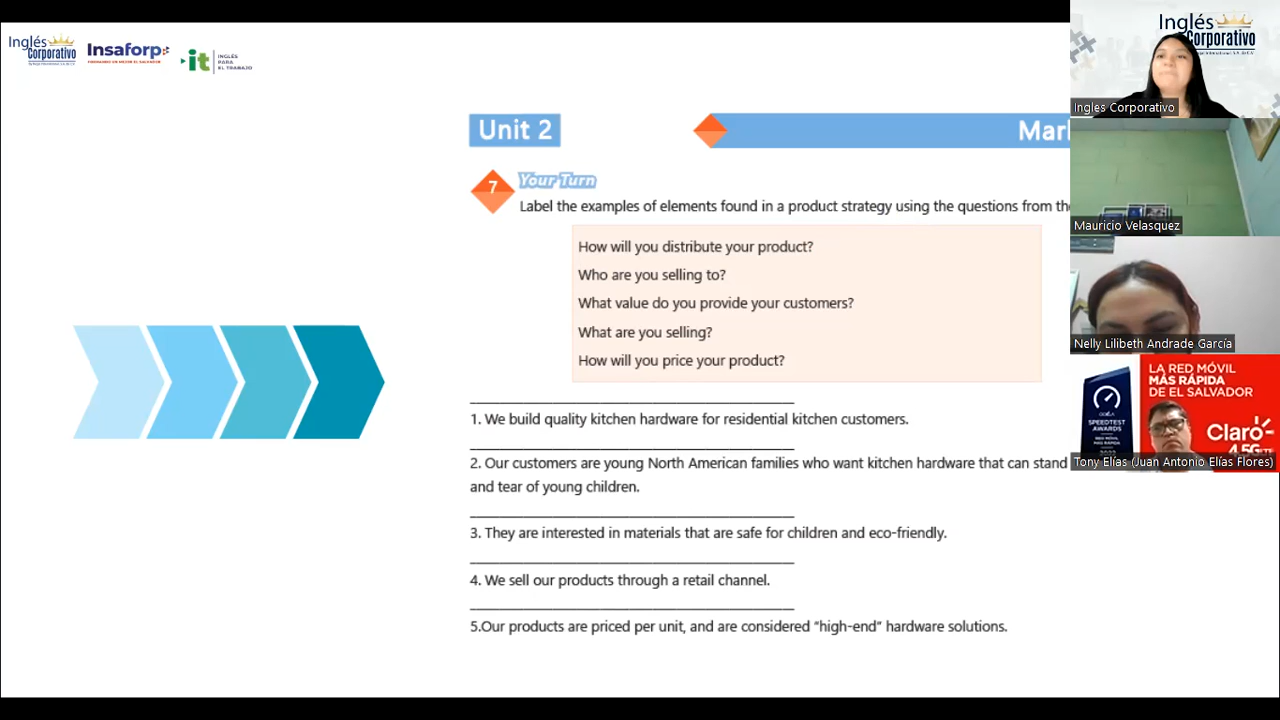 Inglés
Corporativo
Insaforp
it
INGLÉS
PARA
EL TRABAJO
Unit 2
7
Your Turn
Label the examples of elements found in a product strategy using the questions from
How will you distribute your product?
Who are you selling to?
What value do you provide your customers?
What are you selling?
How will you price your product?
1. We build quality kitchen hardware for residential kitchen customers.
2. Our customers are young North American families who want kitchen hardware that can stand
and tear of young children.
3. They are interested in materials that are safe for children and eco-friendly.
4. We sell our products through a retail channel.
5.Our products are priced per unit, and are considered “high-end” hardware solutions.
Inglés
Corporativo
Ingles Corporativo
Mauricio Velasquez
Nelly Lilibeth Andrade García
LA RED MÓVIL
MÁS RÁPIDA
DE EL SALVADOR
SPEEDTEST
AWARDS
Claro
4.5G
Tony Elías (Juan Antonio Elías Flores)